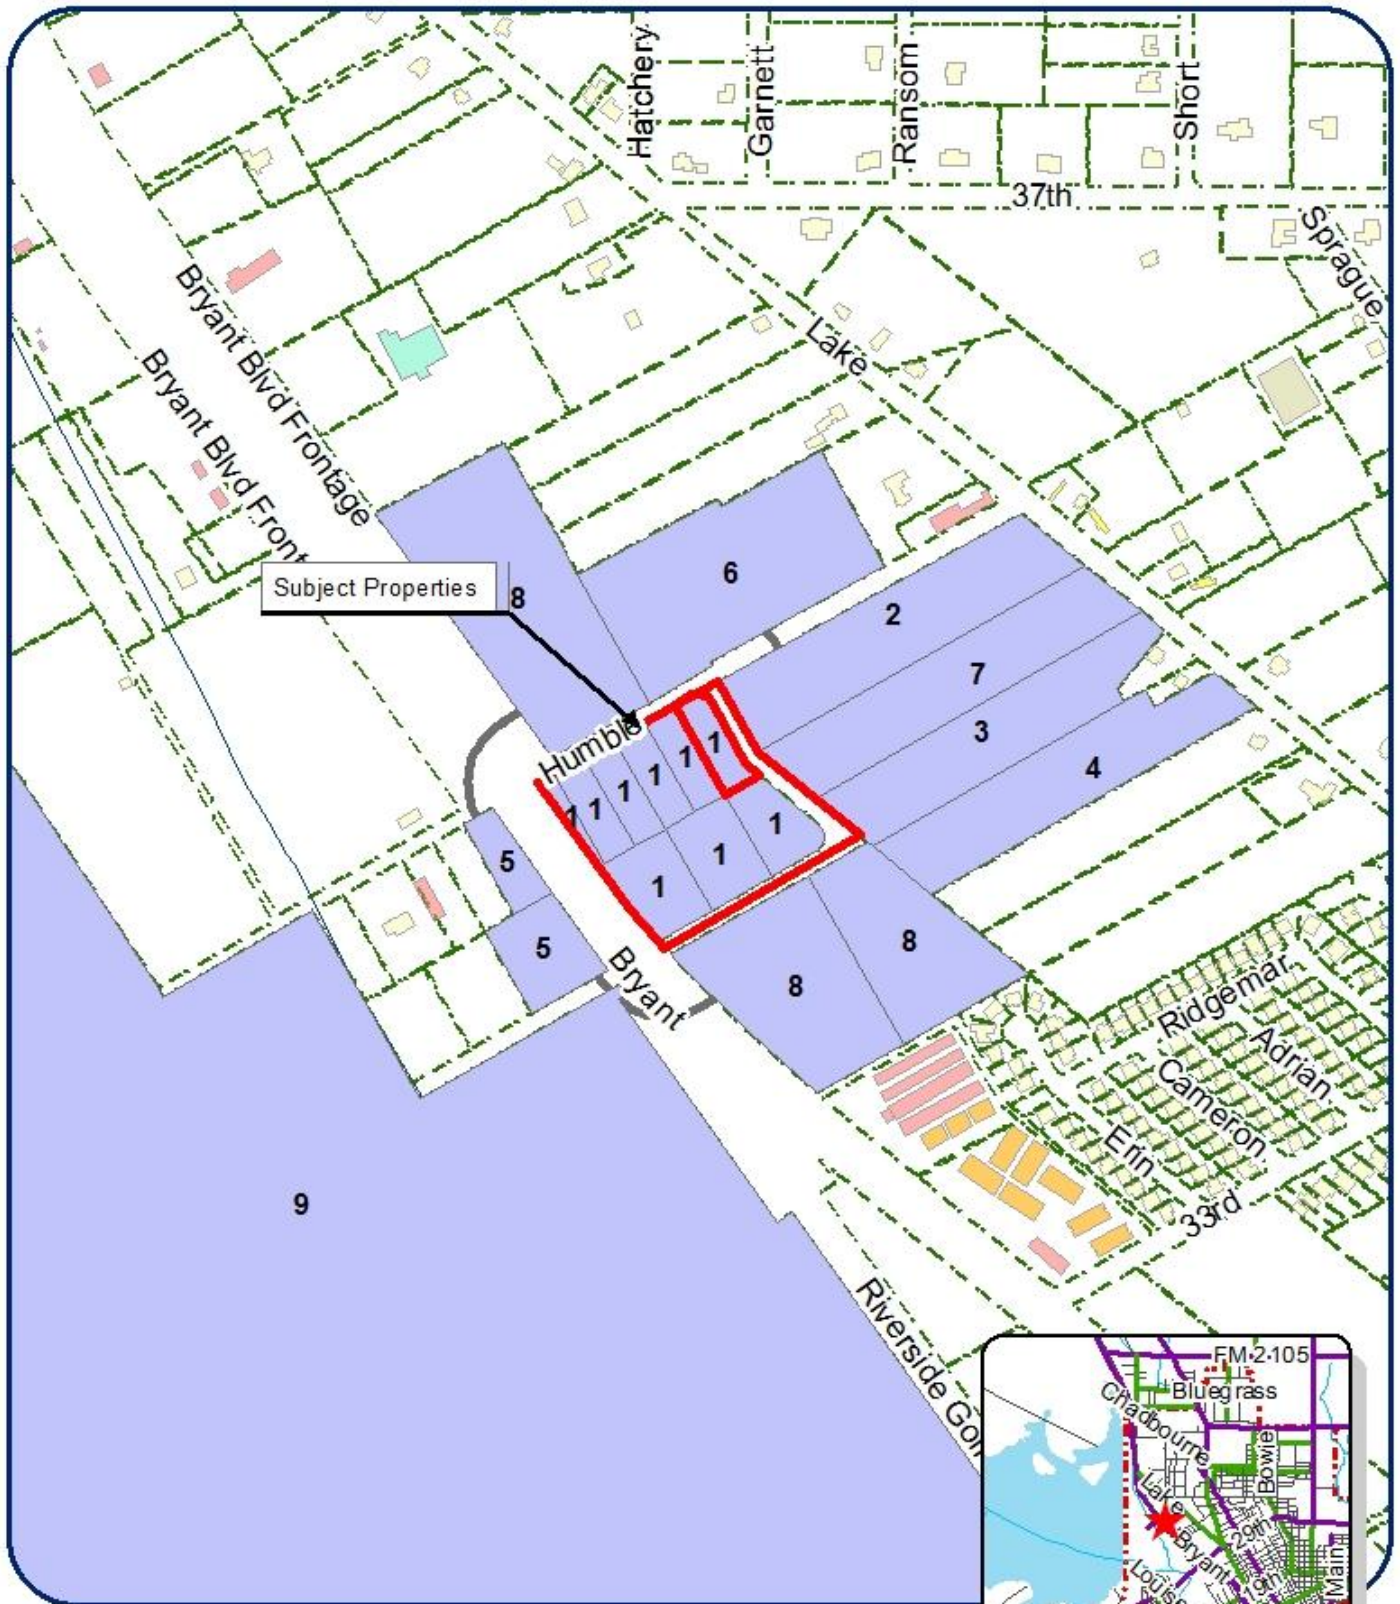 Hatchery
Garnett
Ransom
Short
37th
Sprague
Bryant Blvd Frontage
Lake
Bryant Blvd Front
Subject Properties
8
6
2
7
3
4
Humble
1
1
1
1
1
1
1
1
1
5
5
8
8
Bryant
Ridgemar
Adrian
Cameron
Erin
33rd
9
Riverside Golf
FM 2105
Bluegrass
Chadbourne
Bowie
Lake
29th
Bryant
19th
Main